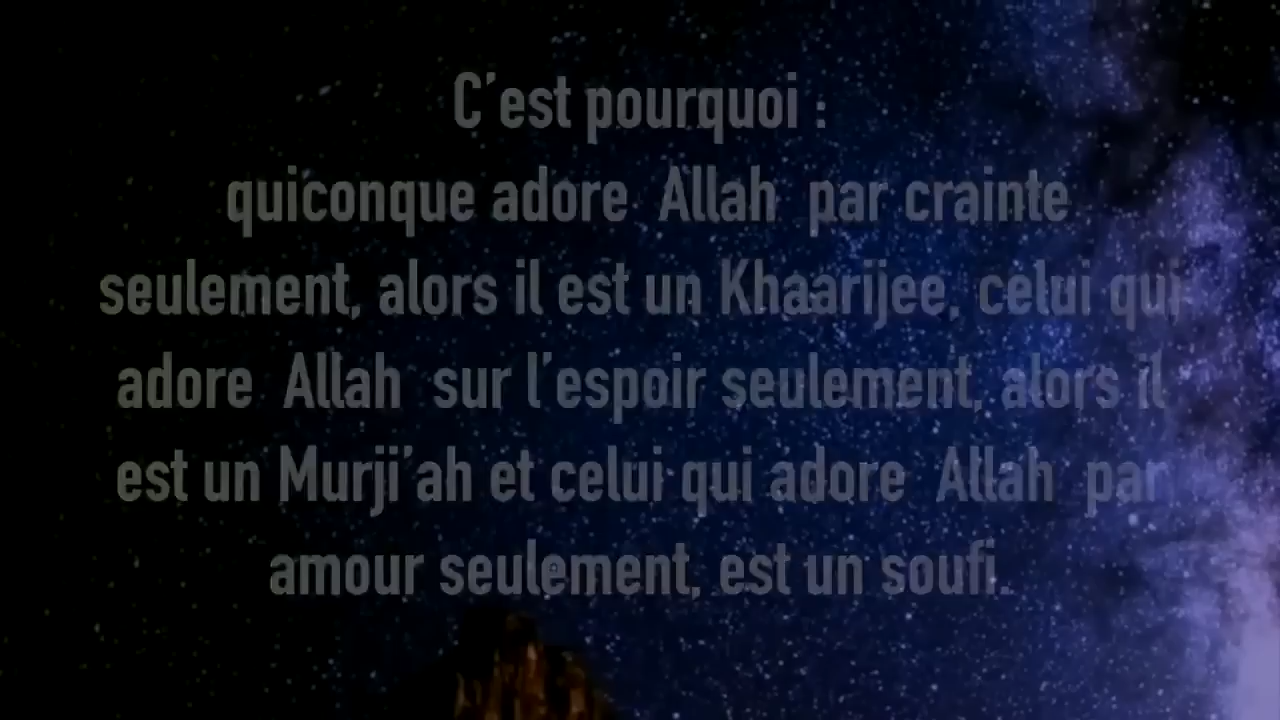 C'est pourquoi :
quiconque adore Allah par crainte
seulement, alors il est un Khaarijee, celui qui
adore Allah sur l'espoir seulement, alors il
est un Murji'ah et celui qui adore Allah par
amour seulement, est un soufi.